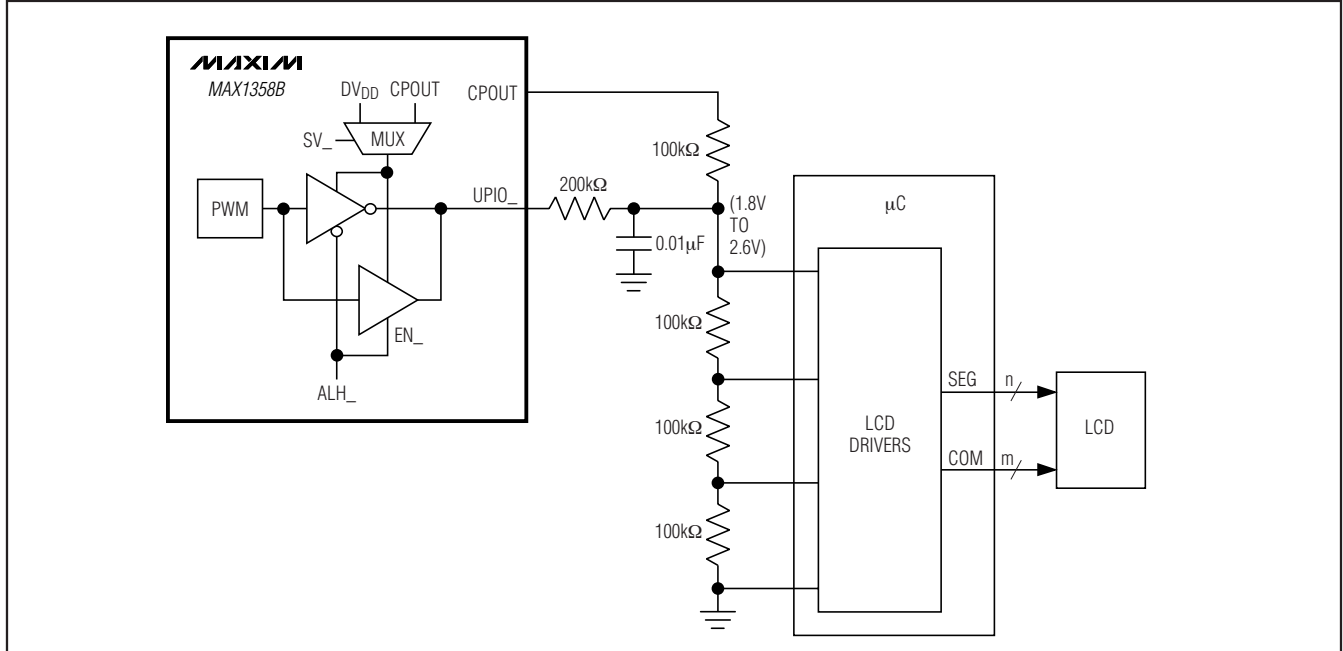 MAXIM
MAX1358B
DVDD CPOUT
CPOUT
SV_
MUX
PWM
UPIO_
EN_
ALH_
200kΩ
0.01µF
100kΩ
(1.8V
TO
2.6V)
100kΩ
100kΩ
100kΩ
µC
LCD
DRIVERS
SEG n
COM m
LCD